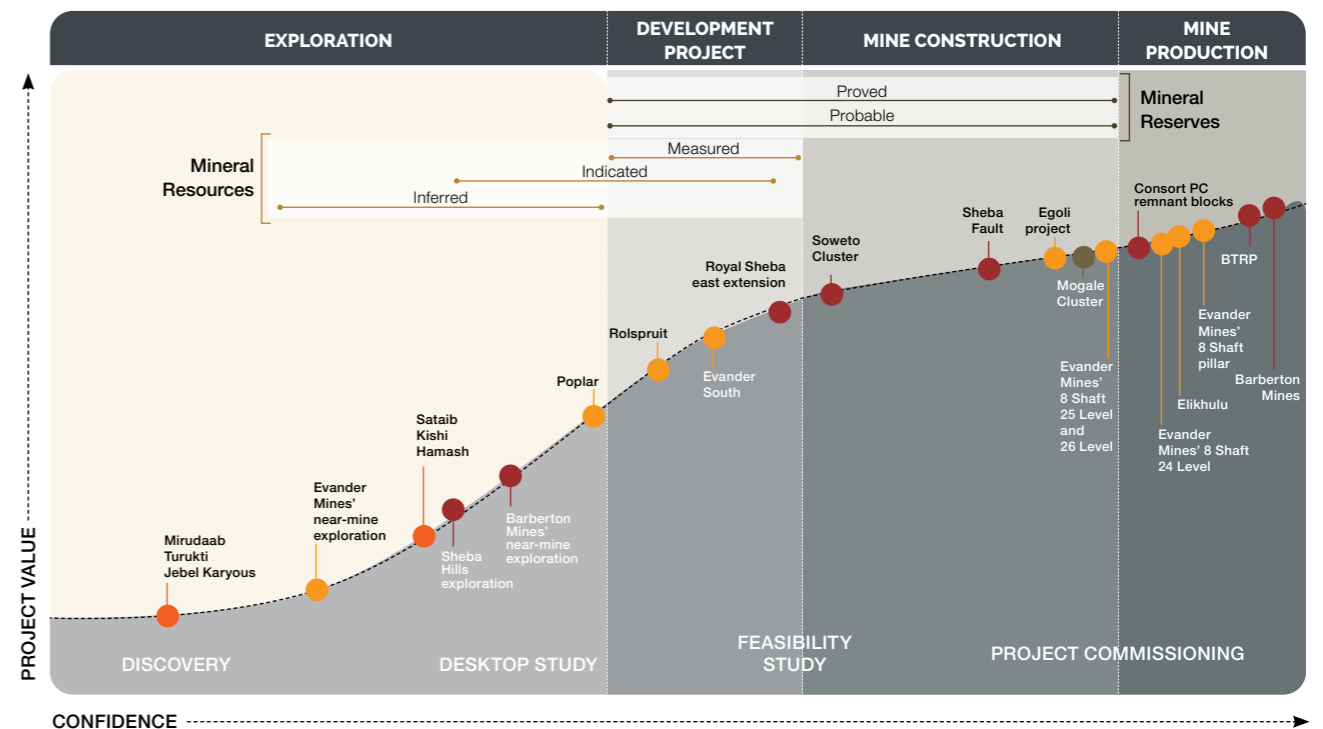 EXPLORATION
DEVELOPMENT
PROJECT
MINE CONSTRUCTION
MINE
PRODUCTION
Proved
Probable
Mineral
Reserves
Measured
Indicated
Inferred
Mineral
Resources
Mirudaab
Turukti
Jebel Karyous
Evander
Mines'
near-mine
exploration
Sataib
Kishi
Hamash
Sheba
Hills
exploration
Barberton
Mines'
near-mine
exploration
Poplar
Rolspruit
Evander
South
Royal Sheba
east extension
Soweto
Cluster
Sheba
Fault
Egoli
project
Mogale
Cluster
Evander
Mines'
8 Shaft
25 Level
and
26 Level
Consort PC
remnant blocks
Evander
Mines' 8 Shaft
24 Level
Elikhulu
Evander
Mines'
8 Shaft
pillar
BTRP
Barberton
Mines
DISCOVERY
DESKTOP STUDY
FEASIBILITY
STUDY
PROJECT COMMISSIONING
PROJECT VALUE
CONFIDENCE